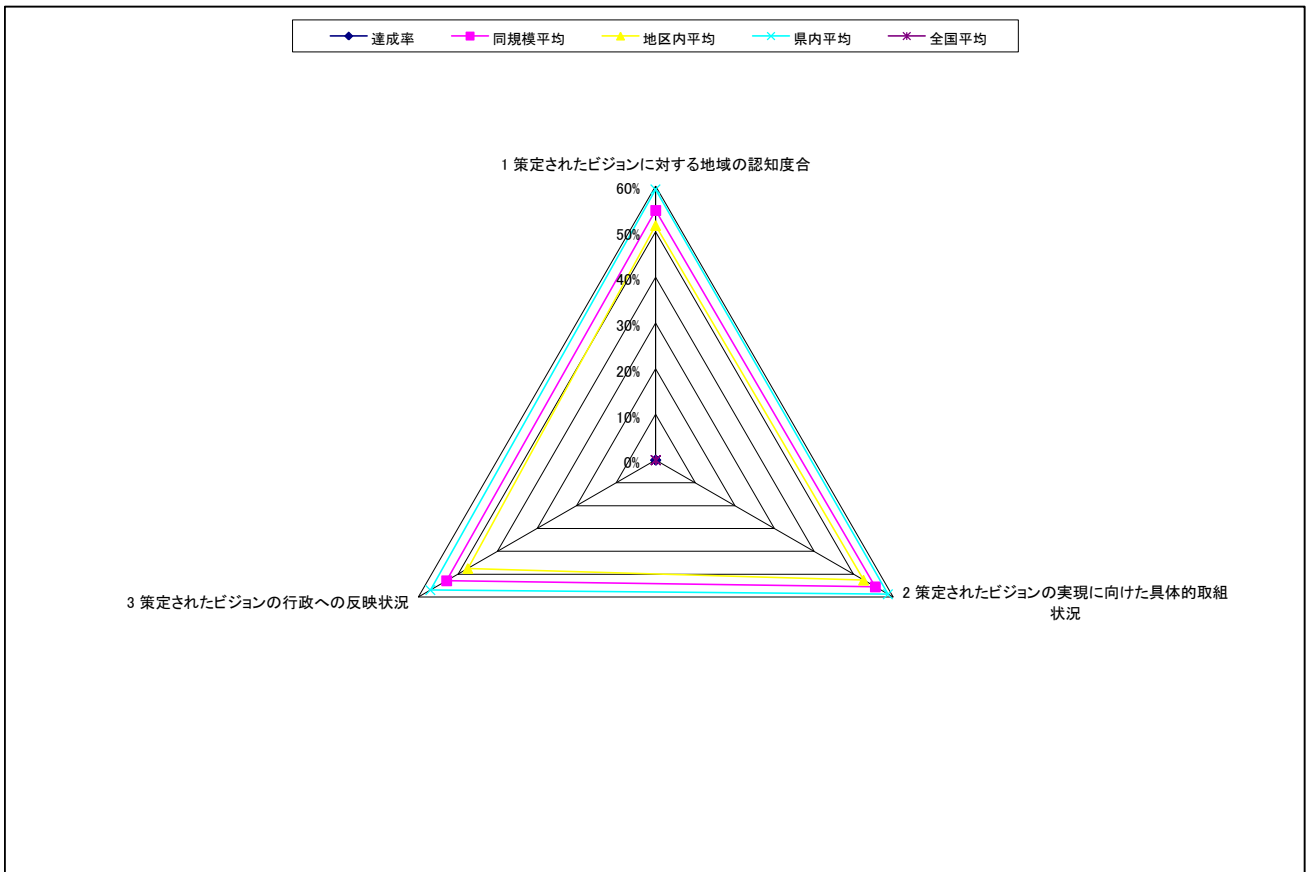 達成率 同規模平均 地区内平均 県内平均 全国平均
1 策定されたビジョンに対する地域の認知度合
60%
50%
40%
30%
20%
10%
0%
3 策定されたビジョンの行政への反映状況
2 策定されたビジョンの実現に向けた具体的取組
状況